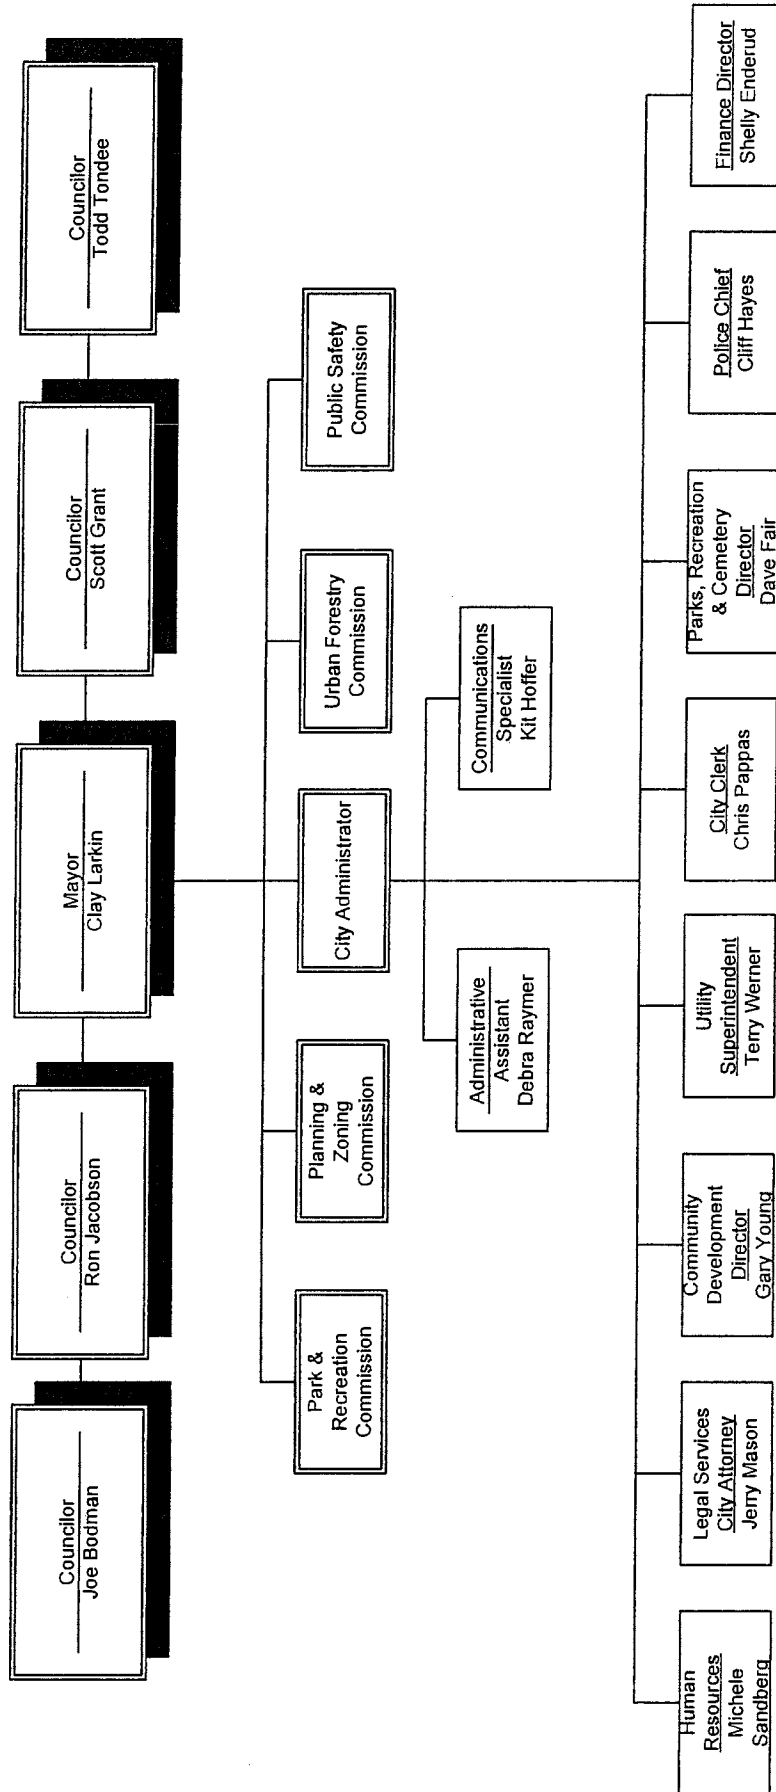 Councilor
Joe Bodman
Councilor
Ron Jacobson
Mayor
Clay Larkin
Councilor
Scott Grant
Councilor
Todd Tondee
Park &
Recreation
Commission
Planning &
Zoning
Commission
City Administrator
Urban Forestry
Commission
Public Safety
Commission
Administrative
Assistant
Debra Raymer
Communications
Specialist
Kit Hoffer
Human
Resources
Michele
Sandberg
Legal Services
City Attorney
Jerry Mason
Community
Development
Director
Gary Young
Utility
Superintendent
Terry Werner
City Clerk
Chris Pappas
Parks, Recreation
& Cemetery
Director
Dave Fair
Police Chief
Cliff Hayes
Finance Director
Shelly Enderud